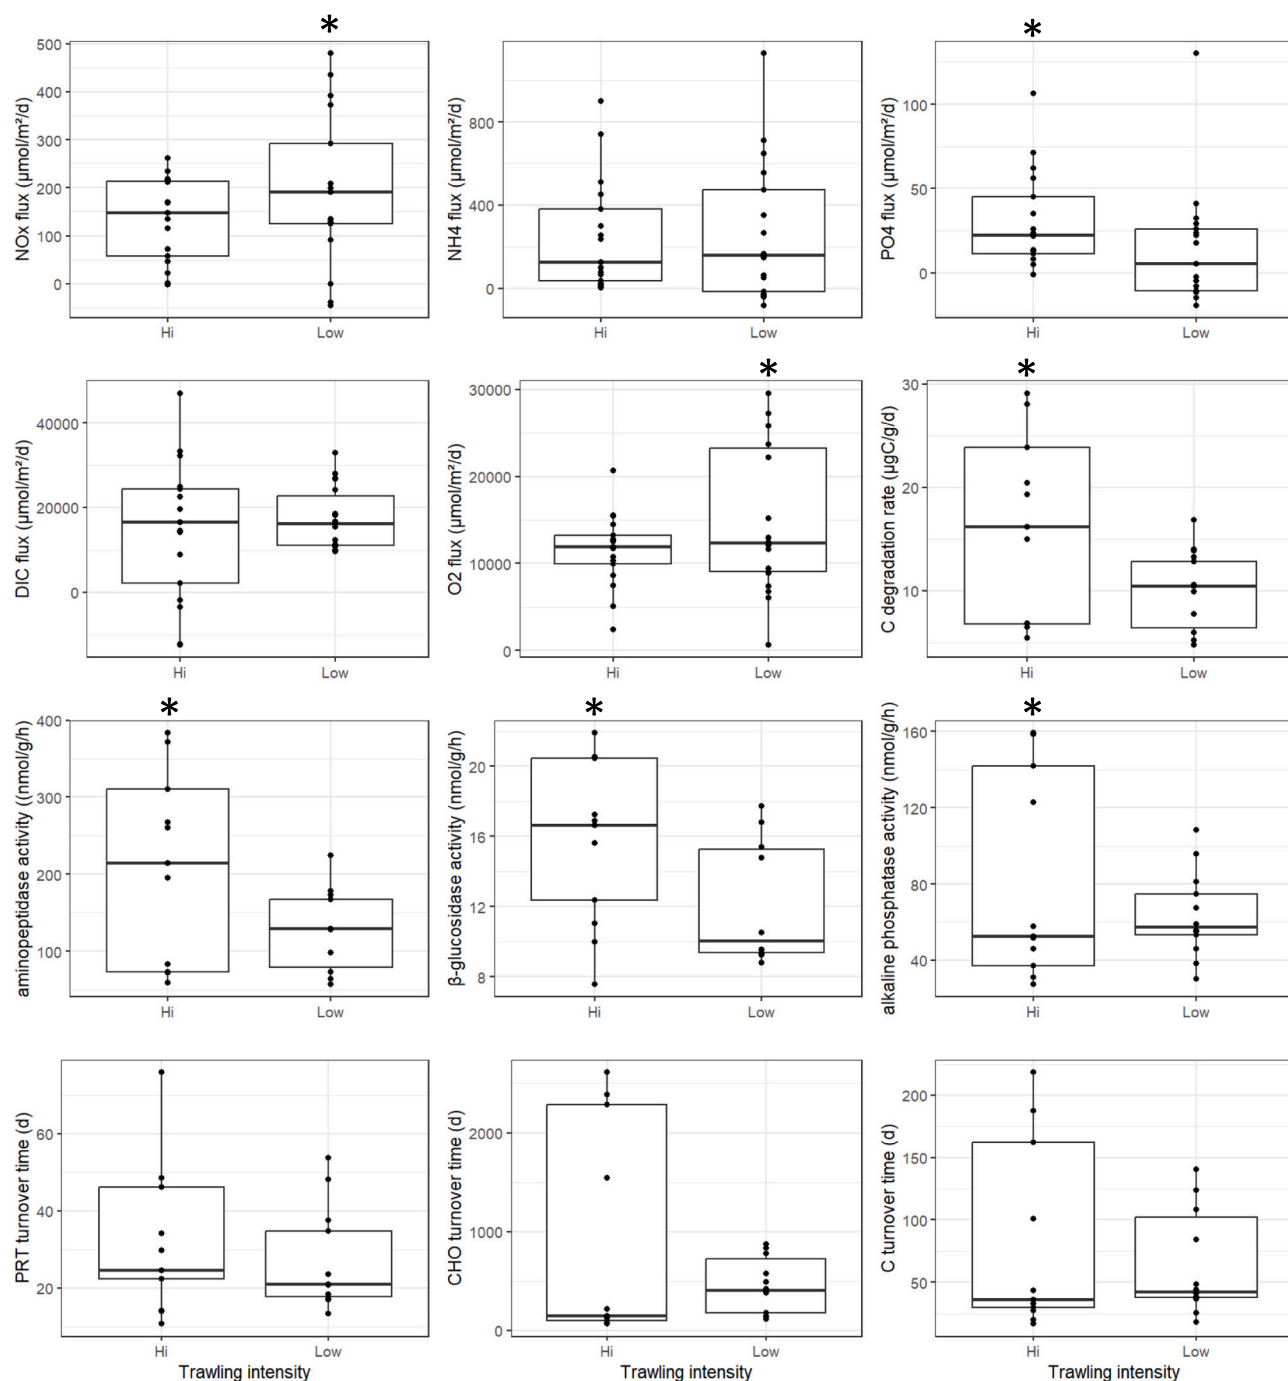 *
*
NOx flux (µmol/m²/d)
500
400
300
200
100
0
Hi
Low
NH4 flux (µmol/m²/d)
800
400
0
Hi
Low
PO4 flux (µmol/m²/d)
100
50
0
Hi
Low
*
*
DIC flux (µmol/m²/d)
40000
20000
0
Hi
Low
O2 flux (µmol/m²/d)
30000
20000
10000
0
Hi
Low
C degradation rate (µgC/g/d)
30
20
10
Hi
Low
*
*
*
aminopeptidase activity ((nmol/g/h)
400
300
200
100
Hi
Low
β-glucosidase activity (nmol/g/h)
20
16
12
8
Hi
Low
alkaline phosphatase activity (nmol/g/h)
160
120
80
40
Hi
Low
PRT turnover time (d)
60
40
20
Hi
Low
Trawling intensity
CHO turnover time (d)
2000
1000
0
Hi
Low
Trawling intensity
C turnover time (d)
200
150
100
50
Hi
Low
Trawling intensity